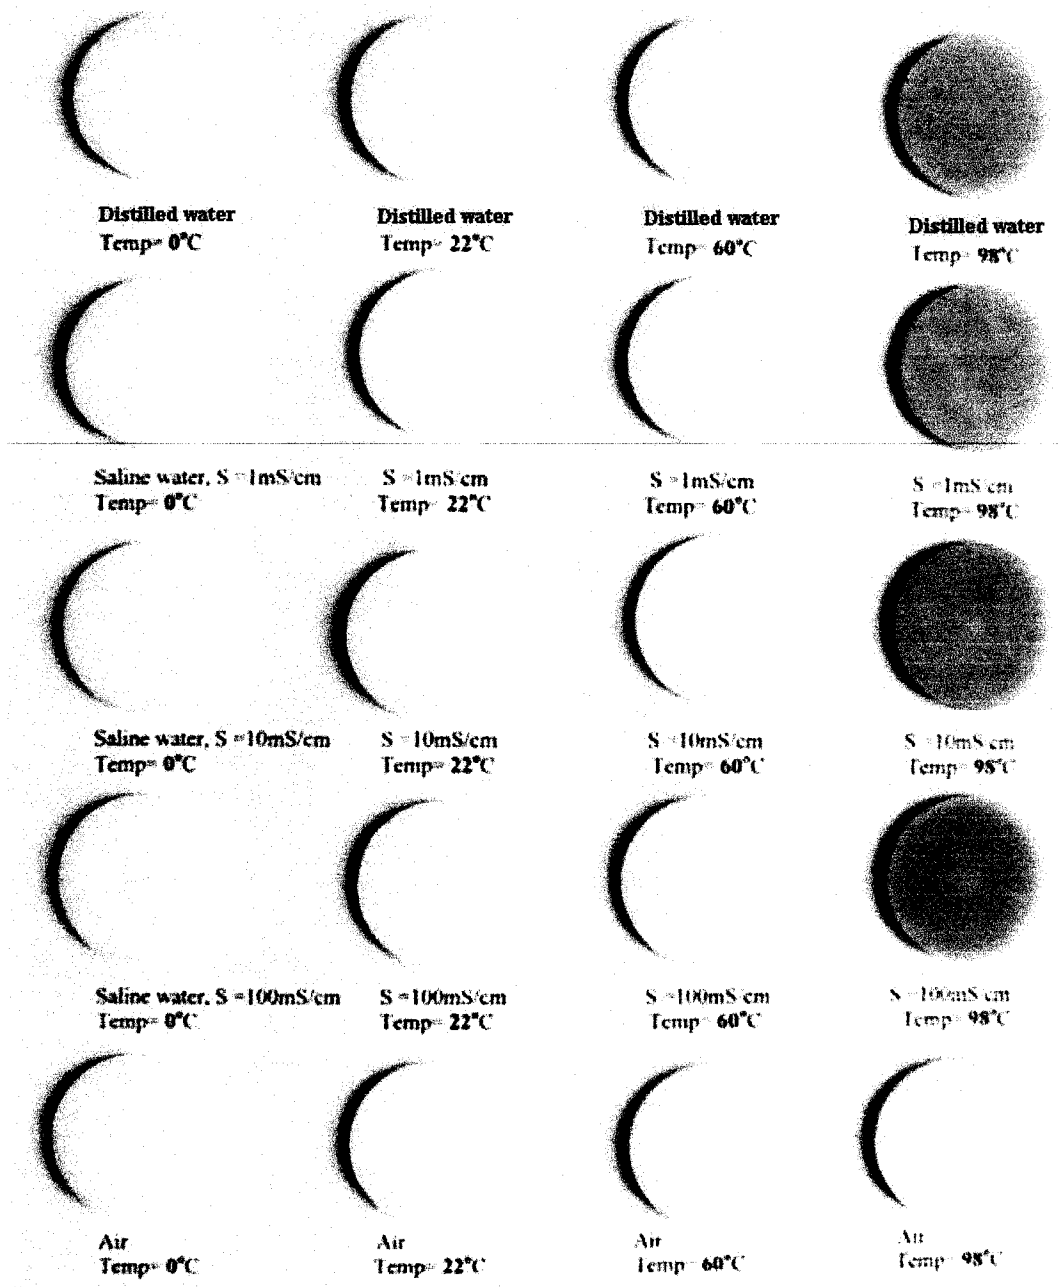 Distilled water
Temp= 0°C
Distilled water
Temp= 22°C
Distilled water
Temp= 60°C
Distilled water
Temp= 98°C
Saline water, S =1mS/cm
Temp= 0°C
S =1mS/cm
Temp= 22°C
S =1mS/cm
Temp= 60°C
S =1mS/cm
Temp= 98°C
Saline water, S =10mS/cm
Temp= 0°C
S =10mS/cm
Temp= 22°C
S =10mS/cm
Temp= 60°C
S =10mS/cm
Temp= 98°C
Saline water, S =100mS/cm
Temp= 0°C
S =100mS/cm
Temp= 22°C
S =100mS/cm
Temp= 60°C
S =100mS/cm
Temp= 98°C
Air
Temp= 0°C
Air
Temp= 22°C
Air
Temp= 60°C
Air
Temp= 98°C